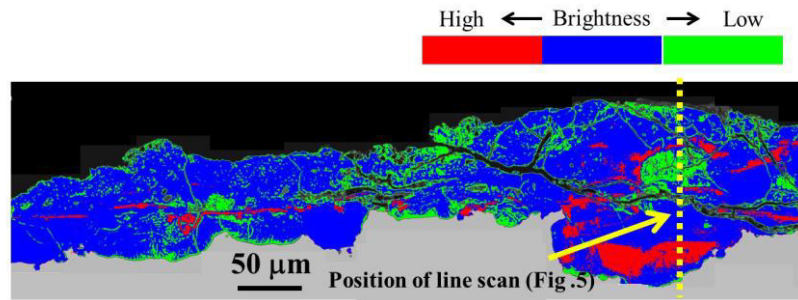 High ← Brightness → Low
50 μm
Position of line scan (Fig .5)